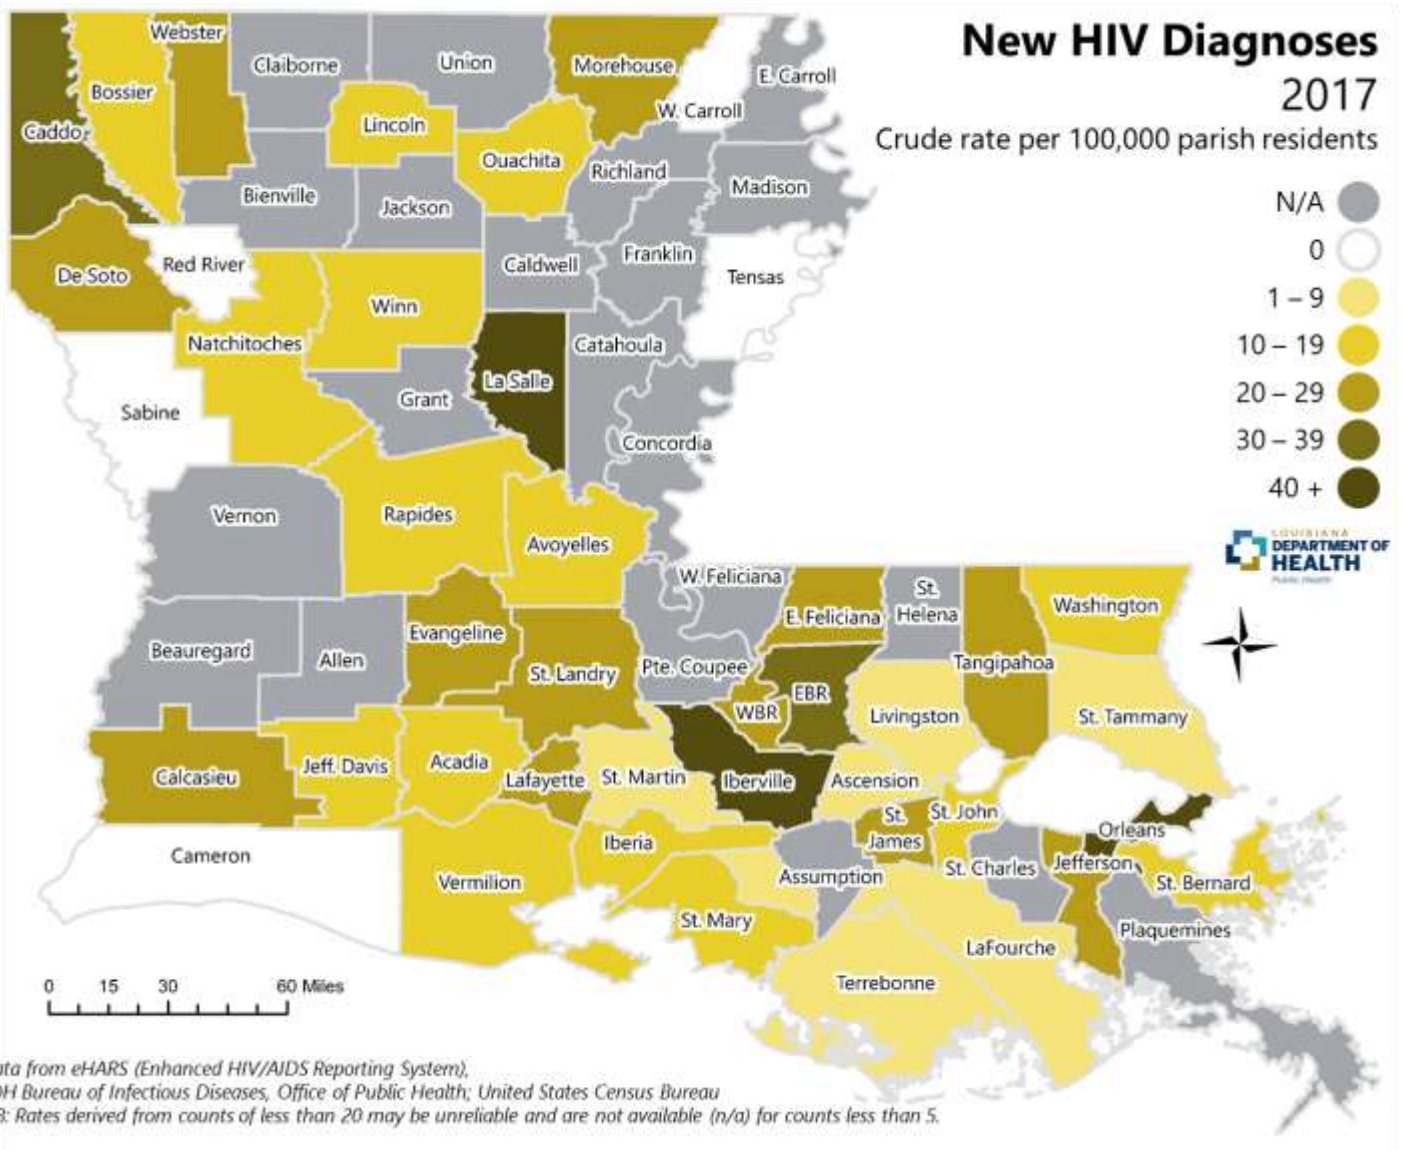 New HIV Diagnoses
2017
Crude rate per 100,000 parish residents
N/A
0
1 – 9
10 – 19
20 – 29
30 – 39
40 +
LOUISIANA
DEPARTMENT OF
HEALTH
Public Health
Webster
Claiborne
Union
Morehouse
E. Carroll
Bossier
W. Carroll
Caddo
Lincoln
Ouachita
Richland
Madison
Bienville
Jackson
De Soto
Red River
Caldwell
Franklin
Tensas
Winn
Natchitoches
Catahoula
La Salle
Grant
Sabine
Concordia
Vernon
Rapides
Avoyelles
W. Feliciana
St.
Helena
Washington
E. Feliciana
Evangeline
Beauregard
Allen
St. Landry
Pte. Coupee
Tangipahoa
EBR
WBR
Livingston
St. Tammany
Calcasieu
Jeff. Davis
Acadia
Lafayette
St. Martin
Iberville
Ascension
St.
James
St. John
Orleans
Cameron
Iberia
Vermilion
Assumption
St. Charles
Jefferson
St. Bernard
St. Mary
Plaquemines
LaFourche
Terrebonne
0 15 30 60 Miles
ata from eHARS (Enhanced HIV/AIDS Reporting System),
DH Bureau of Infectious Diseases, Office of Public Health; United States Census Bureau
B: Rates derived from counts of less than 20 may be unreliable and are not available (n/a) for counts less than 5.